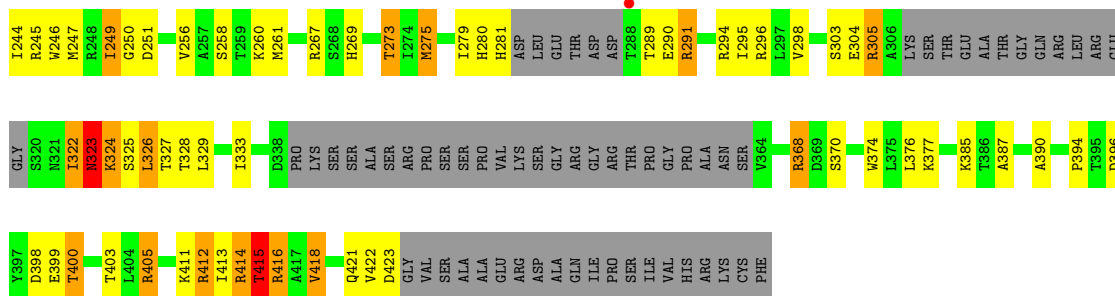 I244 R245 W246 M247 R248 I249 G250 D251 V256 A257 S258 T259 K260 M261 R267 S268 H269 T273 I274 M275 I279 H280 H281 ASP LEU GLU THR ASP ASP T288 T289 E290 R291 R294 I295 R296 L297 V298 S303 E304 R305 A306 LYS SER THR GLU ALA THR GLY GLN ARG LEU ARG GLU
GLY S320 N321 I322 N323 K324 S325 L326 T327 T328 L329 I333 D338 PRO LYS SER SER ALA SER ARG PRO SER SER PRO VAL LYS SER GLY ARG GLY ARG THR PRO GLY PRO ALA ASN SER V364 R368 D369 S370 W374 L375 L376 K377 K385 T386 A387 A390 P394 T395
Y397 D398 E399 T400 T403 L404 R405 K411 R412 I413 R414 T415 R416 A417 V418 Q421 V422 D423 GLY VAL SER ALA ALA GLU ARG ASP ALA GLN ILE PRO SER ILE VAL HIS ARG LYS CYS PHE